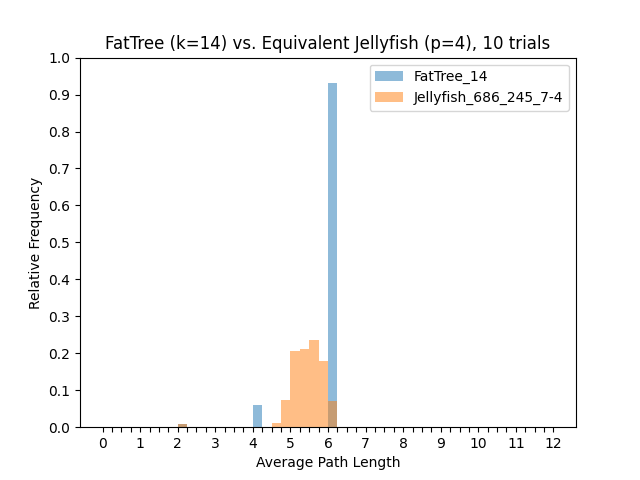 FatTree (k=14) vs. Equivalent Jellyfish (p=4), 10 trials
FatTree_14
Jellyfish_686_245_7-4
Relative Frequency
1.0
0.9
0.8
0.7
0.6
0.5
0.4
0.3
0.2
0.1
0.0
0 1 2 3 4 5 6 7 8 9 10 11 12
Average Path Length